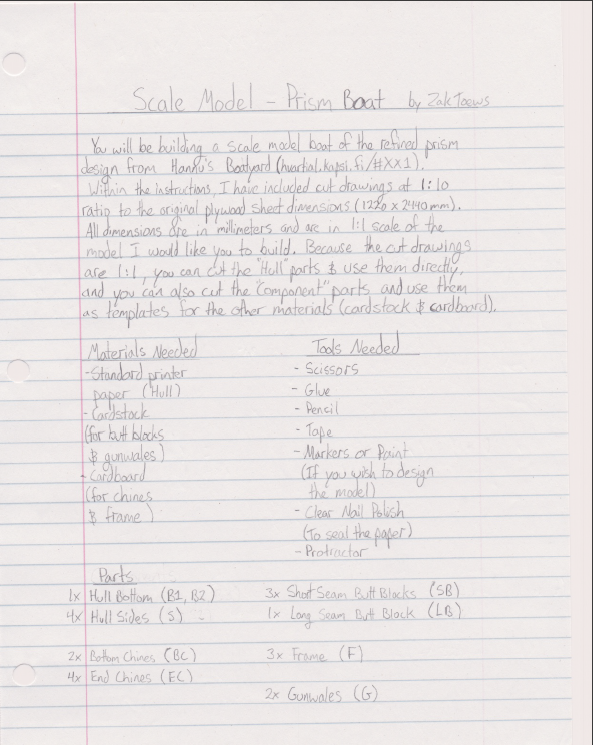 Scale Model - Prism Boat by Zak Toews
You will be building a scale model boat of the refined prism
design from Hannu's Boatyard (hvartial.kapsi.fi/#XX1).
Within the instructions, I have included cut drawings at 1:10
ratio to the original plywood sheet dimensions (1220 x 2440mm).
All dimensions are in millimeters and are in 1:1 scale of the
model I would like you to build. Because the cut drawings
are 1:1, you can cut the "Hull" parts & use them directly,
and you can also cut the "Component" parts and use them
as templates for the other materials (cardstock & cardboard).
Materials Needed
- Standard printer
paper (Hull)
- Cardstock
(for butt blocks
& gunwales)
- Cardboard
(for chines
& frame)
Tools Needed
- Scissors
- Glue
- Pencil
- Tape
- Markers or Paint
(If you wish to design
the model)
- Clear Nail Polish
(To seal the paper)
- Protractor
Parts
1x Hull Bottom (B1, B2)
4x Hull Sides (S)
2x Bottom Chines (BC)
4x End Chines (EC)
3x Short Seam Butt Blocks (SB)
1x Long Seam Butt Block (LB)
3x Frame (F)
2x Gunwales (G)